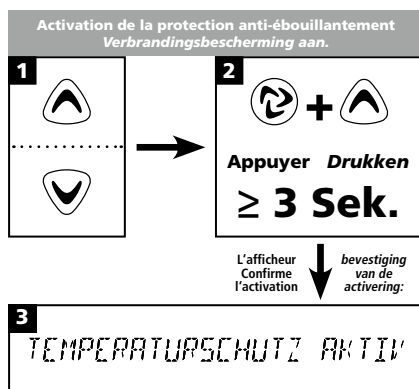 Activation de la protection anti-ébouillantement
Verbrandingsbescherming aan.
1
2
+
Appuyer Drukken
≥ 3 Sek.
L'afficheur
Confirme
l'activation
bevestiging
van de
activering:
3
TEMPERATURSCHUTZ AKTIV